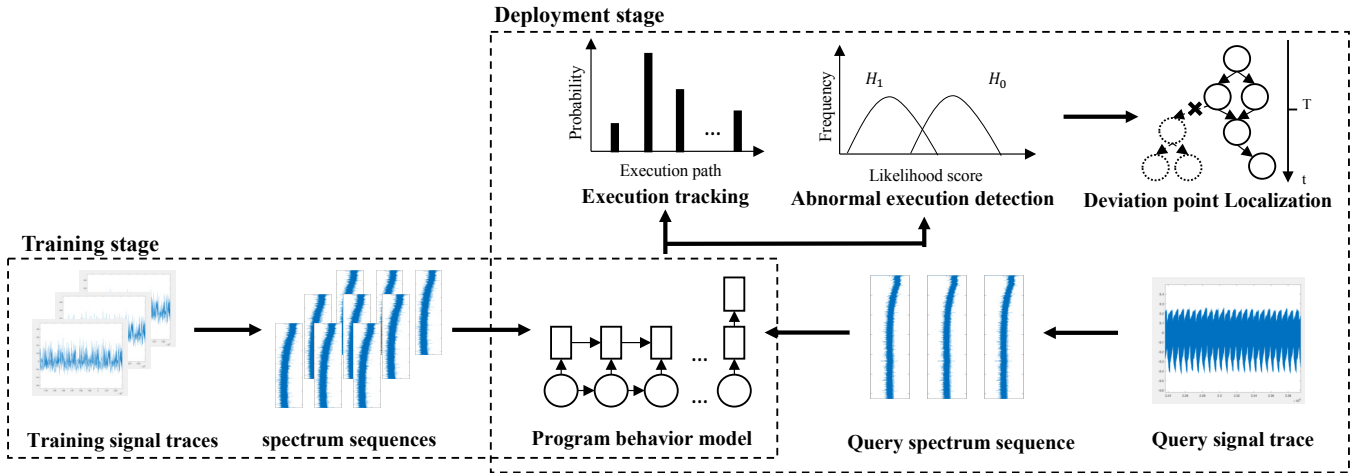 Deployment stage
Probability
...
Execution path
Execution tracking
Frequency
H₁
H₀
Likelihood score
Abnormal execution detection
T
t
Deviation point Localization
Training stage
...
...
Training signal traces
spectrum sequences
Program behavior model
Query spectrum sequence
Query signal trace